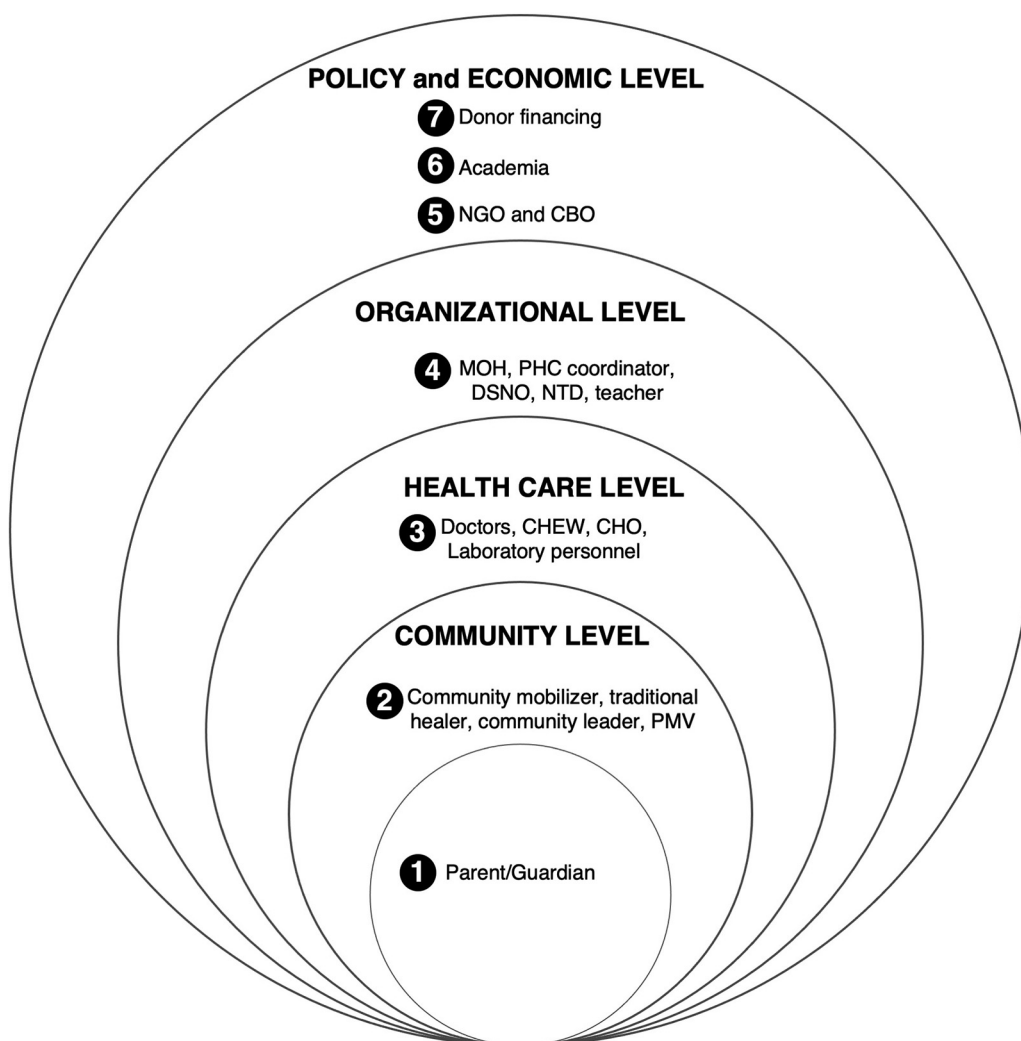 POLICY and ECONOMIC LEVEL
7 Donor financing
6 Academia
5 NGO and CBO
ORGANIZATIONAL LEVEL
4 MOH, PHC coordinator,
DSNO, NTD, teacher
HEALTH CARE LEVEL
3 Doctors, CHEW, CHO,
Laboratory personnel
COMMUNITY LEVEL
2 Community mobilizer, traditional
healer, community leader, PMV
1 Parent/Guardian